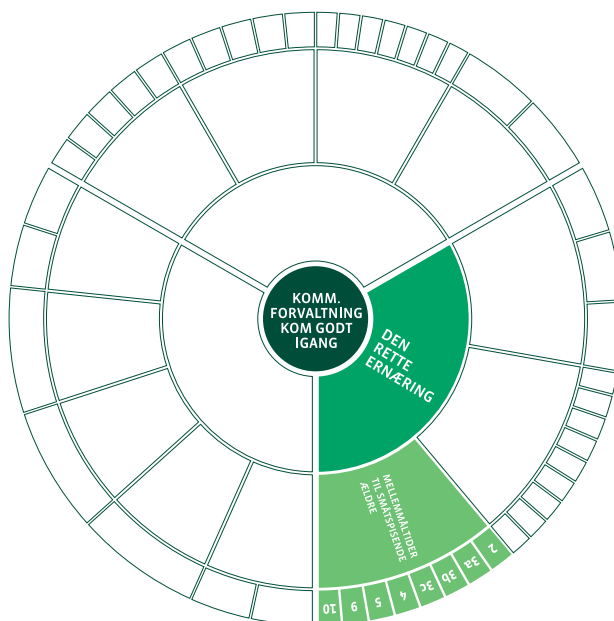 KOMM.
FORVALTNING
KOM GODT
IGANG
DEN
RETTE
ERNÆRING
MELLEMMÅLTIDER
TIL SMÅTSPISENDE
ÆLDRE
2
3a
3b
3c
4
5
9
10